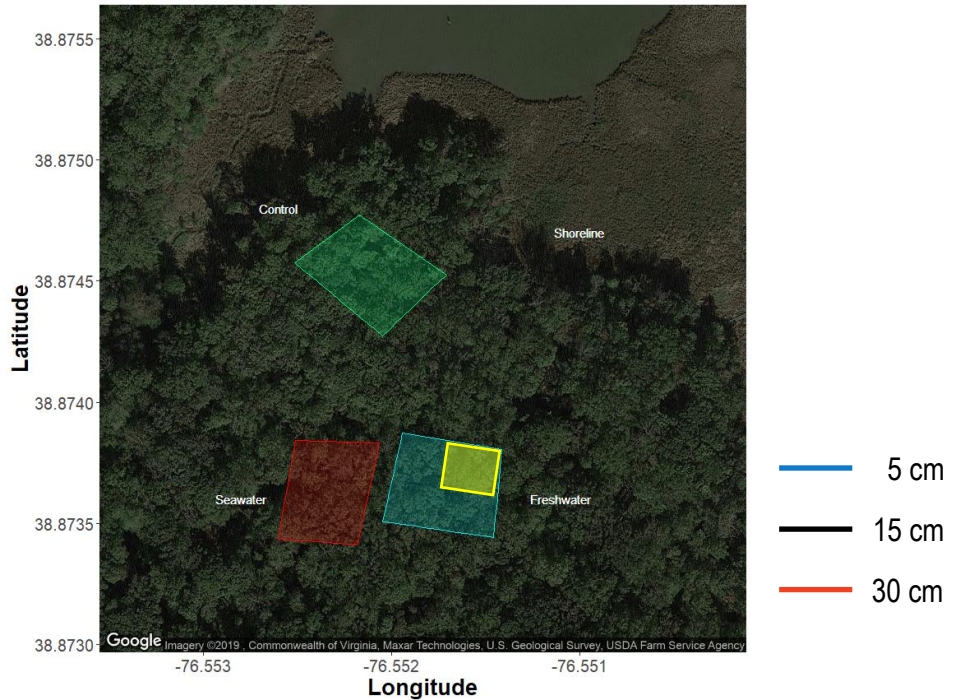 38.8755
38.8750
38.8745
38.8740
38.8735
38.8730
Latitude
Control
Shoreline
Seawater
Freshwater
5 cm
15 cm
30 cm
Google Imagery ©2019 , Commonwealth of Virginia, Maxar Technologies, U.S. Geological Survey, USDA Farm Service Agency
-76.553 -76.552 -76.551
Longitude